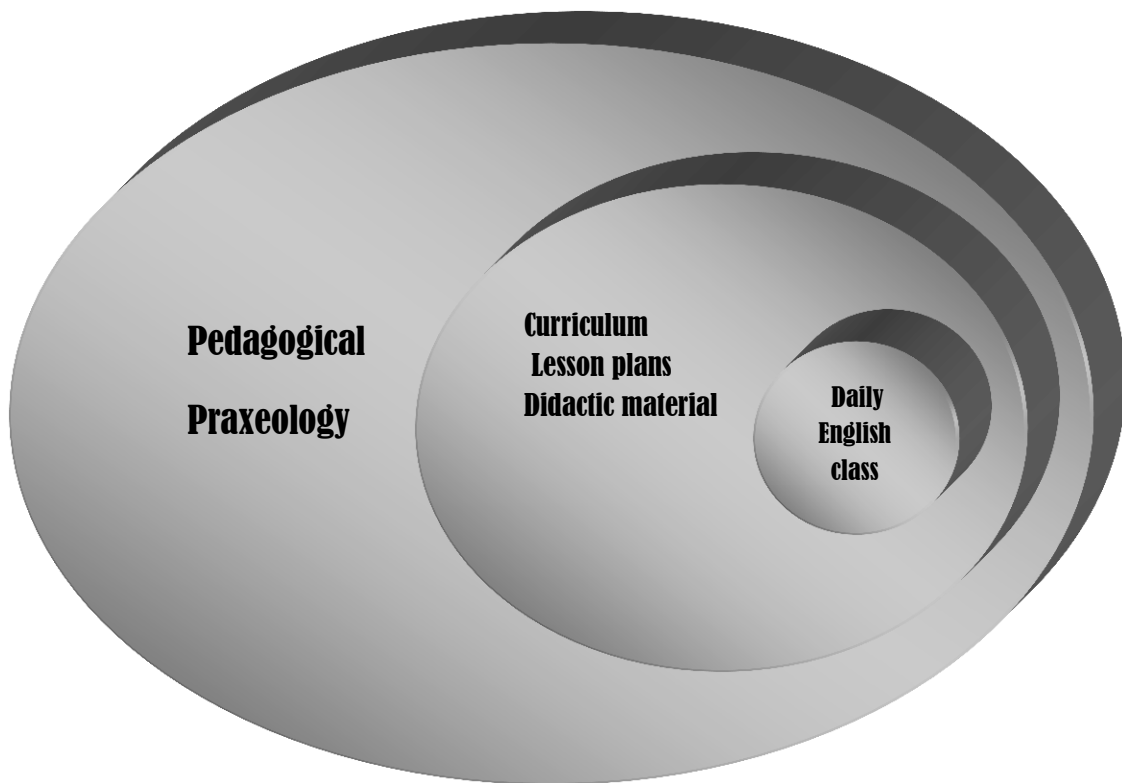 Pedagogical
Praxeology
Curriculum
Lesson plans
Didactic material
Daily
English
class